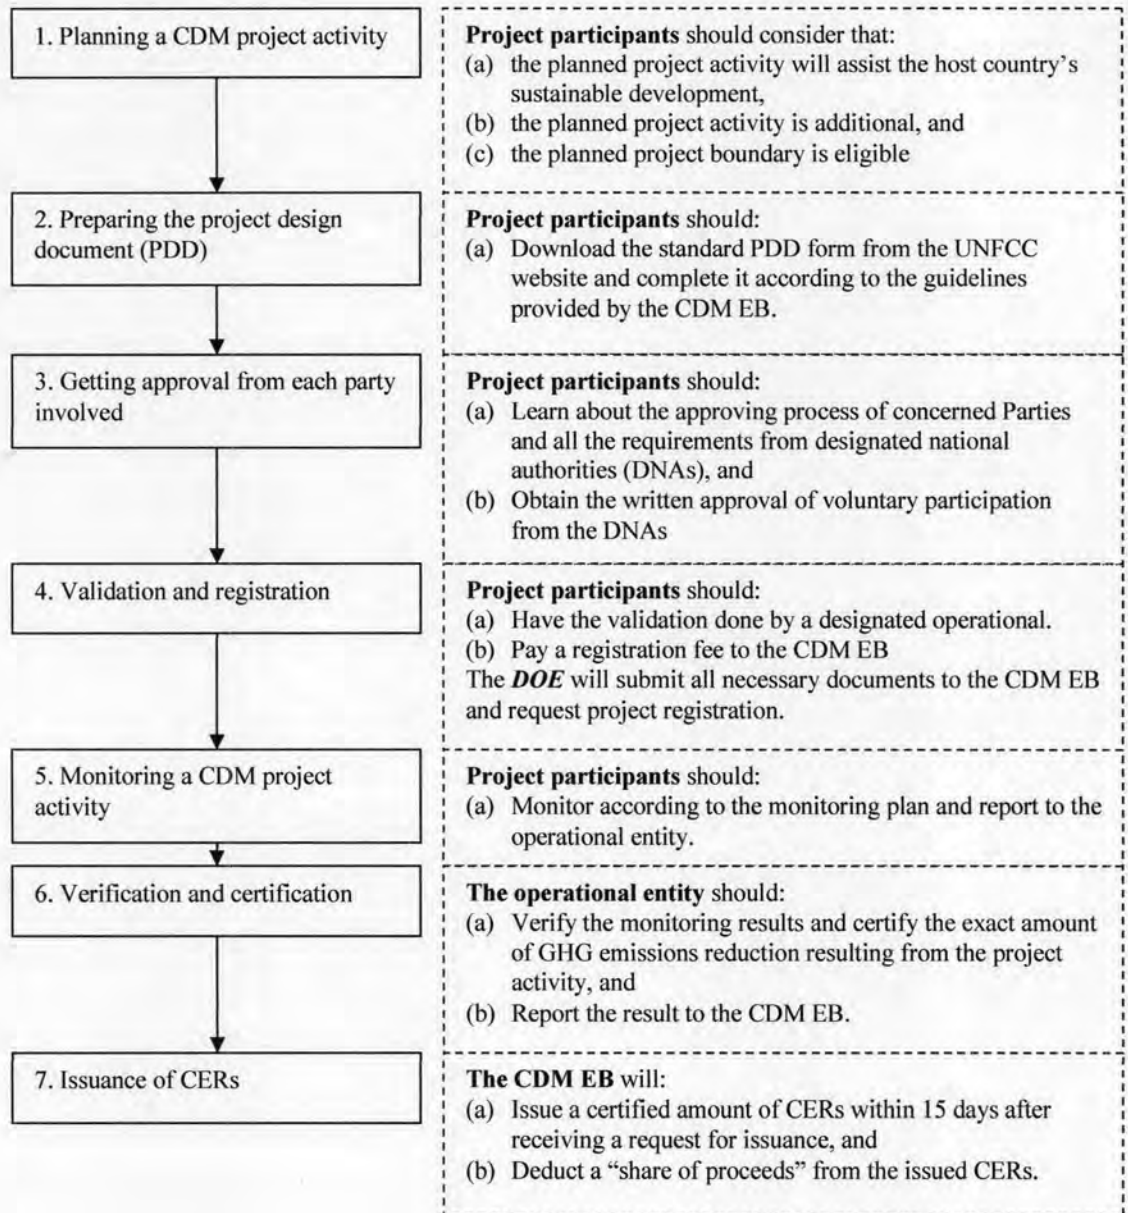 1. Planning a CDM project activity
Project participants should consider that:
(a) the planned project activity will assist the host country's
sustainable development,
(b) the planned project activity is additional, and
(c) the planned project boundary is eligible
2. Preparing the project design
document (PDD)
Project participants should:
(a) Download the standard PDD form from the UNFCC
website and complete it according to the guidelines
provided by the CDM EB.
3. Getting approval from each party
involved
Project participants should:
(a) Learn about the approving process of concerned Parties
and all the requirements from designated national
authorities (DNAs), and
(b) Obtain the written approval of voluntary participation
from the DNAs
4. Validation and registration
Project participants should:
(a) Have the validation done by a designated operational.
(b) Pay a registration fee to the CDM EB
The DOE will submit all necessary documents to the CDM EB
and request project registration.
5. Monitoring a CDM project
activity
Project participants should:
(a) Monitor according to the monitoring plan and report to the
operational entity.
6. Verification and certification
The operational entity should:
(a) Verify the monitoring results and certify the exact amount
of GHG emissions reduction resulting from the project
activity, and
(b) Report the result to the CDM EB.
7. Issuance of CERs
The CDM EB will:
(a) Issue a certified amount of CERs within 15 days after
receiving a request for issuance, and
(b) Deduct a “share of proceeds” from the issued CERs.